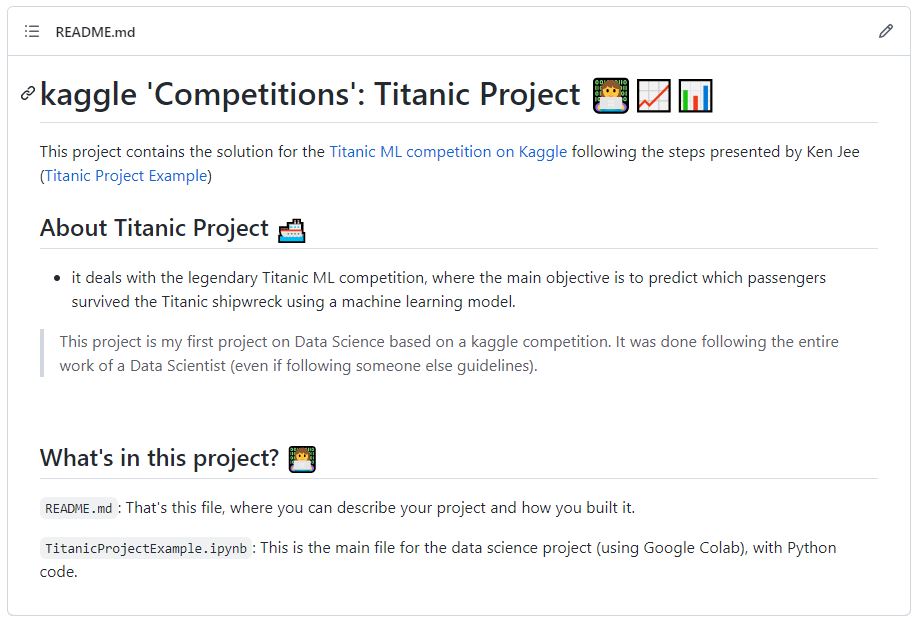 README.md
kaggle 'Competitions': Titanic Project 👨‍💻 📈 📊
This project contains the solution for the Titanic ML competition on Kaggle following the steps presented by Ken Jee
(Titanic Project Example)
About Titanic Project 🛳
• it deals with the legendary Titanic ML competition, where the main objective is to predict which passengers
survived the Titanic shipwreck using a machine learning model.
This project is my first project on Data Science based on a kaggle competition. It was done following the entire
work of a Data Scientist (even if following someone else guidelines).
What's in this project? 👨‍💻
README.md: That's this file, where you can describe your project and how you built it.
TitanicProjectExample.ipynb: This is the main file for the data science project (using Google Colab), with Python
code.